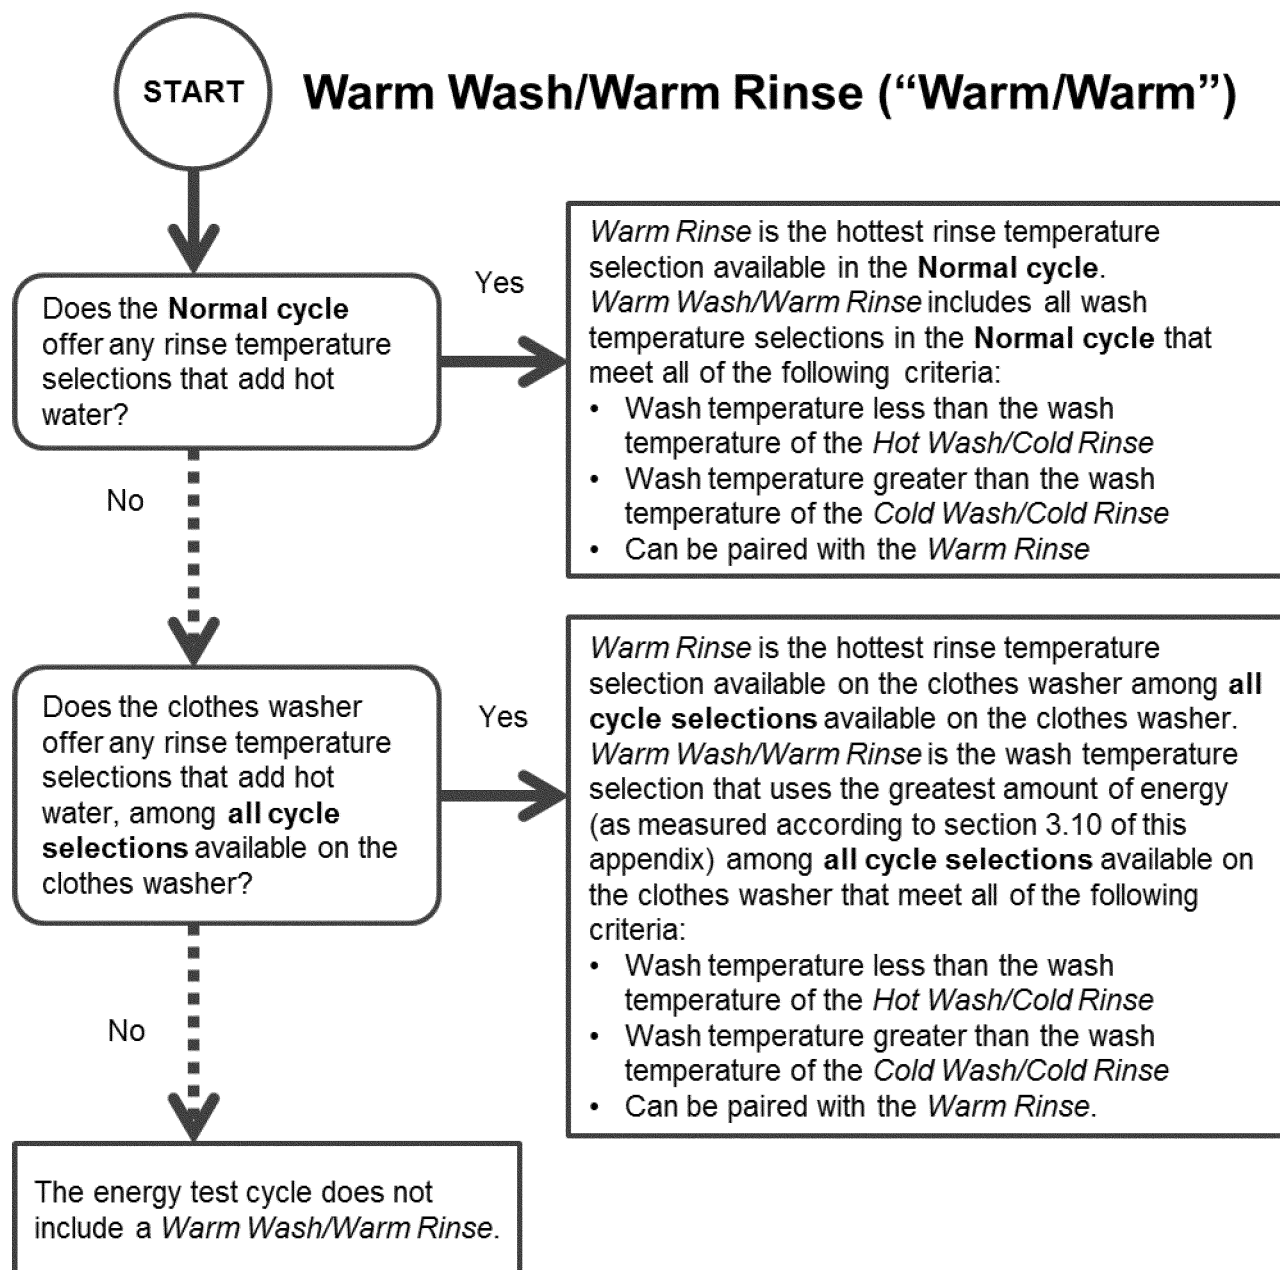 START
Warm Wash/Warm Rinse (“Warm/Warm”)
Does the Normal cycle
offer any rinse temperature
selections that add hot
water?
Yes
Warm Rinse is the hottest rinse temperature
selection available in the Normal cycle.
Warm Wash/Warm Rinse includes all wash
temperature selections in the Normal cycle that
meet all of the following criteria:
• Wash temperature less than the wash
temperature of the Hot Wash/Cold Rinse
• Wash temperature greater than the wash
temperature of the Cold Wash/Cold Rinse
• Can be paired with the Warm Rinse
No
Does the clothes washer
offer any rinse temperature
selections that add hot
water, among all cycle
selections available on the
clothes washer?
Yes
Warm Rinse is the hottest rinse temperature
selection available on the clothes washer among all
cycle selections available on the clothes washer.
Warm Wash/Warm Rinse is the wash temperature
selection that uses the greatest amount of energy
(as measured according to section 3.10 of this
appendix) among all cycle selections available on
the clothes washer that meet all of the following
criteria:
• Wash temperature less than the wash
temperature of the Hot Wash/Cold Rinse
• Wash temperature greater than the wash
temperature of the Cold Wash/Cold Rinse
• Can be paired with the Warm Rinse.
No
The energy test cycle does not
include a Warm Wash/Warm Rinse.